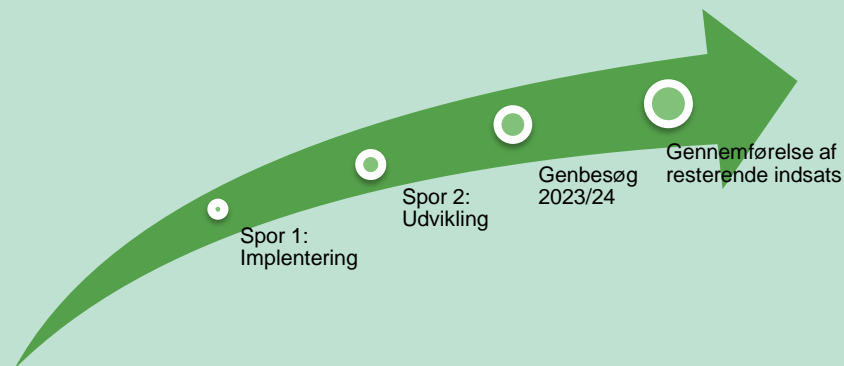 Spor 1:
Implentering
Spor 2:
Udvikling
Genbesøg
2023/24
Gennemførelse af
resterende indsats